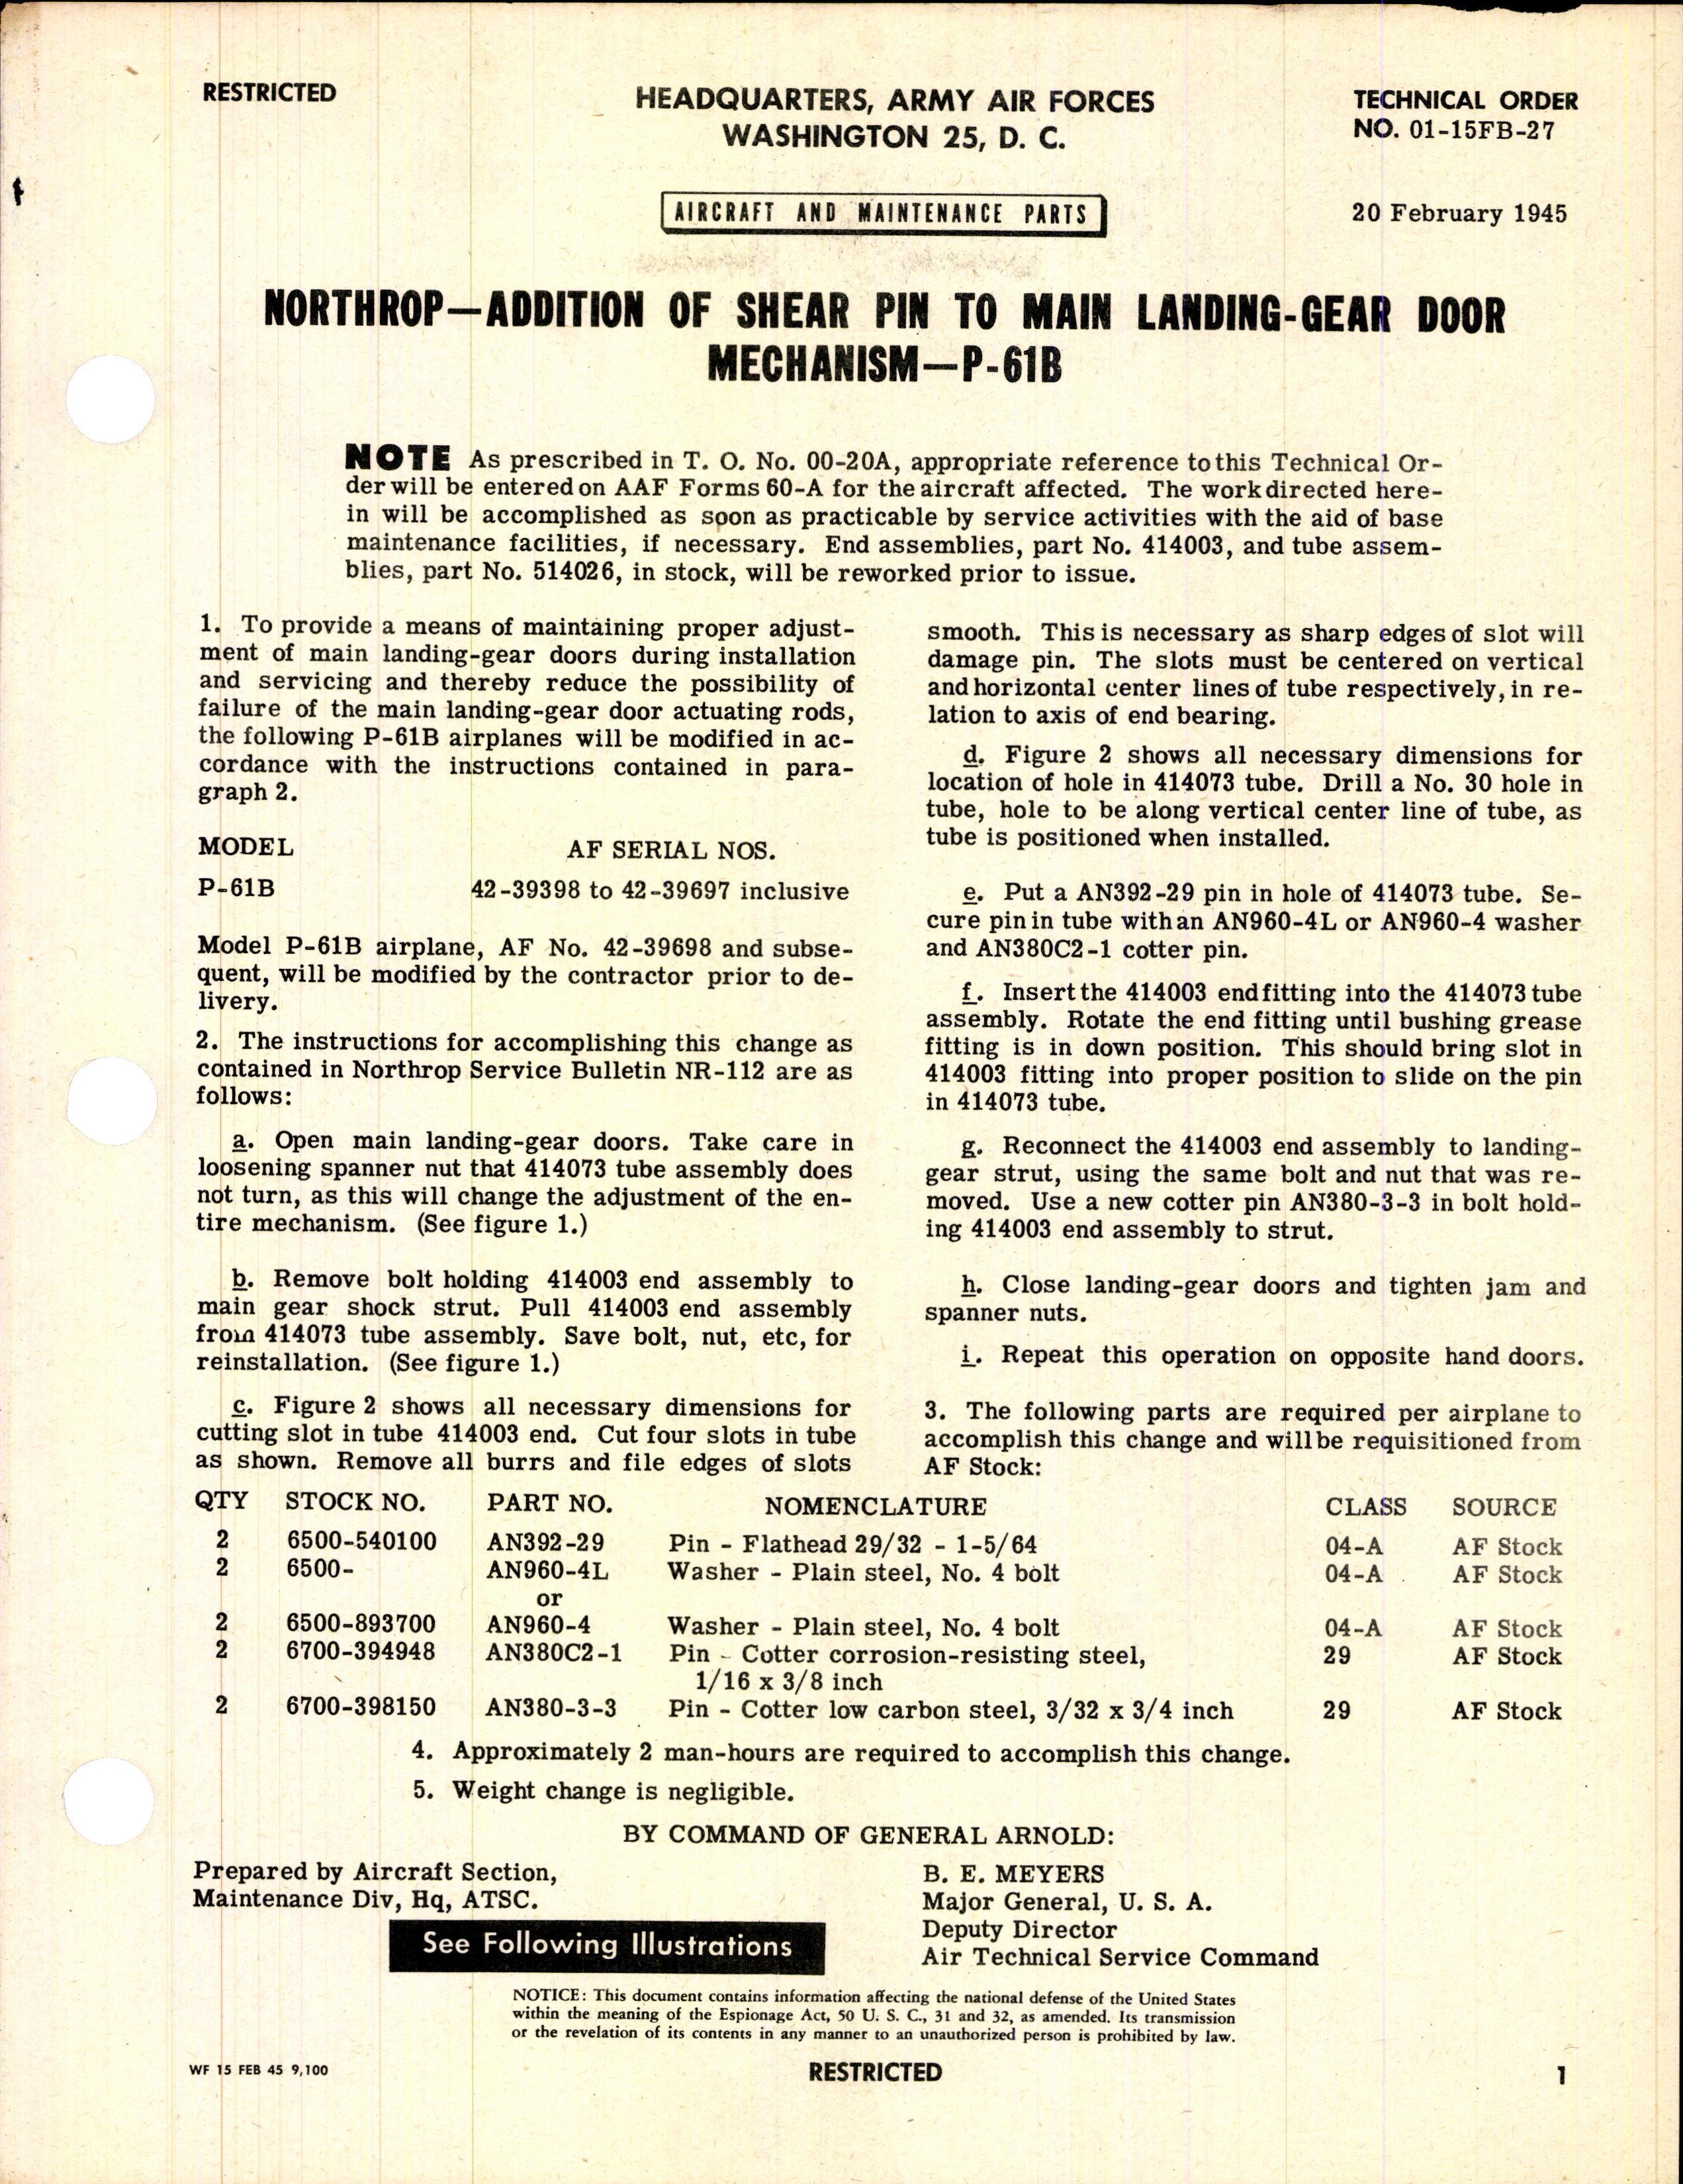 RESTRICTED
HEADQUARTERS, ARMY AIR FORCES
WASHINGTON 25, D. C.
TECHNICAL ORDER
NO. 01-15FB-27
AIRCRAFT AND MAINTENANCE PARTS
20 February 1945
NORTHROP—ADDITION OF SHEAR PIN TO MAIN LANDING-GEAR DOOR
MECHANISM—P-61B
NOTE As prescribed in T. O. No. 00-20A, appropriate reference to this Technical Or-
der will be entered on AAF Forms 60-A for the aircraft affected. The work directed here-
in will be accomplished as soon as practicable by service activities with the aid of base
maintenance facilities, if necessary. End assemblies, part No. 414003, and tube assem-
blies, part No. 514026, in stock, will be reworked prior to issue.
1. To provide a means of maintaining proper adjust-
ment of main landing-gear doors during installation
and servicing and thereby reduce the possibility of
failure of the main landing-gear door actuating rods,
the following P-61B airplanes will be modified in ac-
cordance with the instructions contained in para-
graph 2.
MODEL AF SERIAL NOS.
P-61B 42-39398 to 42-39697 inclusive
Model P-61B airplane, AF No. 42-39698 and subse-
quent, will be modified by the contractor prior to de-
livery.
2. The instructions for accomplishing this change as
contained in Northrop Service Bulletin NR-112 are as
follows:
a. Open main landing-gear doors. Take care in
loosening spanner nut that 414073 tube assembly does
not turn, as this will change the adjustment of the en-
tire mechanism. (See figure 1.)
b. Remove bolt holding 414003 end assembly to
main gear shock strut. Pull 414003 end assembly
from 414073 tube assembly. Save bolt, nut, etc, for
reinstallation. (See figure 1.)
c. Figure 2 shows all necessary dimensions for
cutting slot in tube 414003 end. Cut four slots in tube
as shown. Remove all burrs and file edges of slots
smooth. This is necessary as sharp edges of slot will
damage pin. The slots must be centered on vertical
and horizontal center lines of tube respectively, in re-
lation to axis of end bearing.
d. Figure 2 shows all necessary dimensions for
location of hole in 414073 tube. Drill a No. 30 hole in
tube, hole to be along vertical center line of tube, as
tube is positioned when installed.
e. Put a AN392-29 pin in hole of 414073 tube. Se-
cure pin in tube with an AN960-4L or AN960-4 washer
and AN380C2-1 cotter pin.
f. Insert the 414003 end fitting into the 414073 tube
assembly. Rotate the end fitting until bushing grease
fitting is in down position. This should bring slot in
414003 fitting into proper position to slide on the pin
in 414073 tube.
g. Reconnect the 414003 end assembly to landing-
gear strut, using the same bolt and nut that was re-
moved. Use a new cotter pin AN380-3-3 in bolt hold-
ing 414003 end assembly to strut.
h. Close landing-gear doors and tighten jam and
spanner nuts.
i. Repeat this operation on opposite hand doors.
3. The following parts are required per airplane to
accomplish this change and will be requisitioned from
AF Stock:
QTY STOCK NO. PART NO. NOMENCLATURE CLASS SOURCE
2 6500-540100 AN392-29 Pin - Flathead 29/32 - 1-5/64 04-A AF Stock
2 6500- AN960-4L Washer - Plain steel, No. 4 bolt 04-A AF Stock
or
2 6500-893700 AN960-4 Washer - Plain steel, No. 4 bolt 04-A AF Stock
2 6700-394948 AN380C2-1 Pin - Cotter corrosion-resisting steel, 29 AF Stock
1/16 x 3/8 inch
2 6700-398150 AN380-3-3 Pin - Cotter low carbon steel, 3/32 x 3/4 inch 29 AF Stock
4. Approximately 2 man-hours are required to accomplish this change.
5. Weight change is negligible.
BY COMMAND OF GENERAL ARNOLD:
Prepared by Aircraft Section,
Maintenance Div, Hq, ATSC.
B. E. MEYERS
Major General, U. S. A.
Deputy Director
Air Technical Service Command
See Following Illustrations
NOTICE: This document contains information affecting the national defense of the United States
within the meaning of the Espionage Act, 50 U. S. C., 31 and 32, as amended. Its transmission
or the revelation of its contents in any manner to an unauthorized person is prohibited by law.
WF 15 FEB 45 9,100
RESTRICTED
1